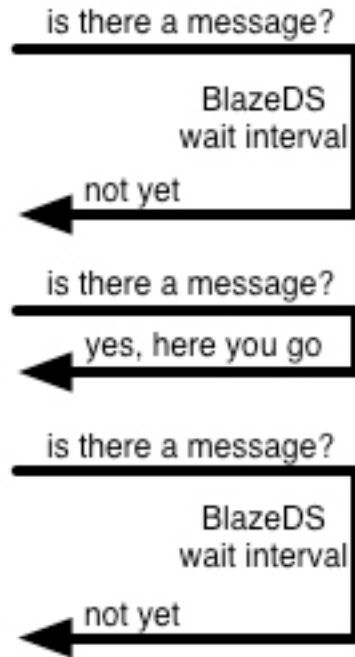 is there a message?
BlazeDS
wait interval
not yet
is there a message?
yes, here you go
is there a message?
BlazeDS
wait interval
not yet